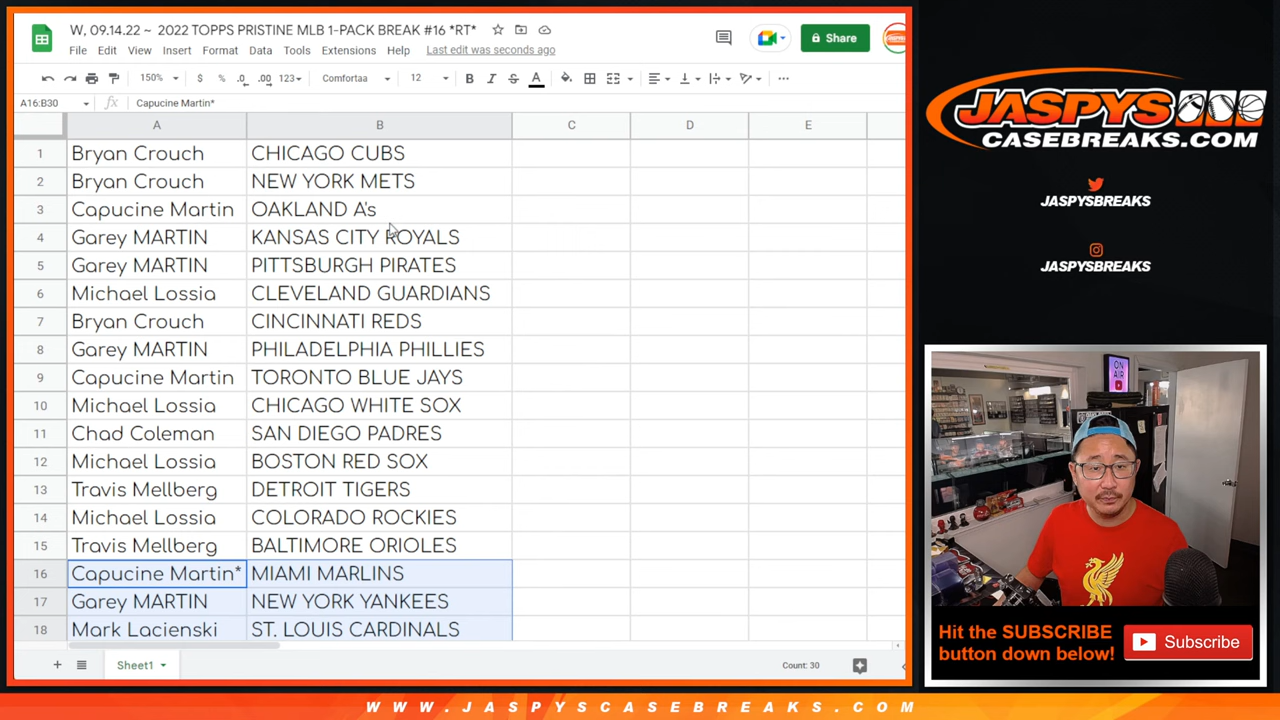 W, 09.14.22 ~ 2022 TOPPS PRISTINE MLB 1-PACK BREAK #16 *RT*
File Edit View Insert Format Data Tools Extensions Help Last edit was seconds ago
Share
150% $ % .0 .00 123 Comfortaa 12 B I S A
A16:B30 fx Capucine Martin*
A B C D E
1 Bryan Crouch CHICAGO CUBS
2 Bryan Crouch NEW YORK METS
3 Capucine Martin OAKLAND A's
4 Garey MARTIN KANSAS CITY ROYALS
5 Garey MARTIN PITTSBURGH PIRATES
6 Michael Lossia CLEVELAND GUARDIANS
7 Bryan Crouch CINCINNATI REDS
8 Garey MARTIN PHILADELPHIA PHILLIES
9 Capucine Martin TORONTO BLUE JAYS
10 Michael Lossia CHICAGO WHITE SOX
11 Chad Coleman SAN DIEGO PADRES
12 Michael Lossia BOSTON RED SOX
13 Travis Mellberg DETROIT TIGERS
14 Michael Lossia COLORADO ROCKIES
15 Travis Mellberg BALTIMORE ORIOLES
16 Capucine Martin* MIAMI MARLINS
17 Garey MARTIN NEW YORK YANKEES
18 Mark Lacienski ST. LOUIS CARDINALS
Sheet1 Count: 30
JASPYS
CASEBREAKS.COM
JASPYSBREAKS
JASPYSBREAKS
ON
AIR
Hit the SUBSCRIBE
button down below!
Subscribe
WWW.JASPYSCASEBREAKS.COM